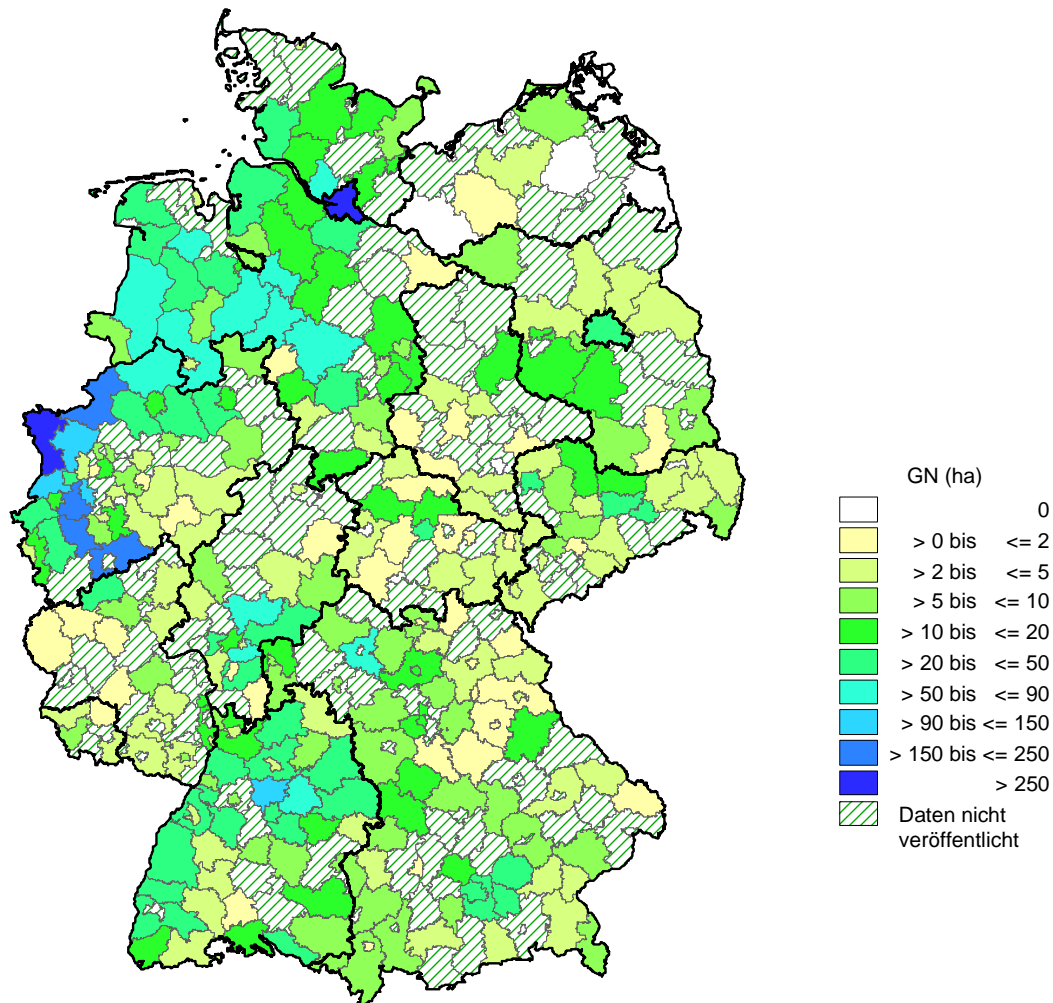 GN (ha)
0
> 0 bis <= 2
> 2 bis <= 5
> 5 bis <= 10
> 10 bis <= 20
> 20 bis <= 50
> 50 bis <= 90
> 90 bis <= 150
> 150 bis <= 250
> 250
Daten nicht
veröffentlicht